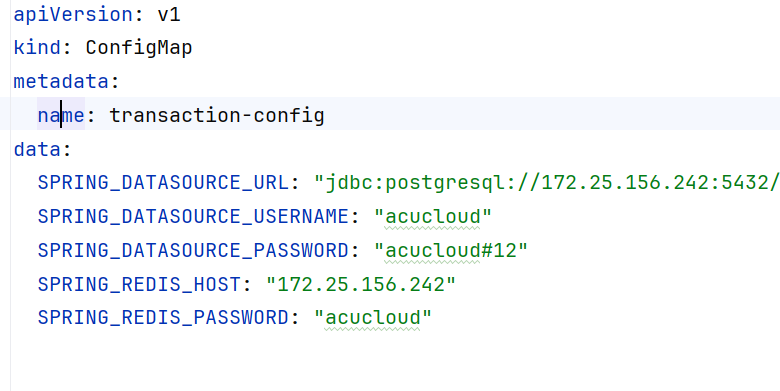 apiVersion: v1
kind: ConfigMap
metadata:
  name: transaction-config
data:
  SPRING_DATASOURCE_URL: "jdbc:postgresql://172.25.156.242:5432/
  SPRING_DATASOURCE_USERNAME: "acucloud"
  SPRING_DATASOURCE_PASSWORD: "acucloud#12"
  SPRING_REDIS_HOST: "172.25.156.242"
  SPRING_REDIS_PASSWORD: "acucloud"